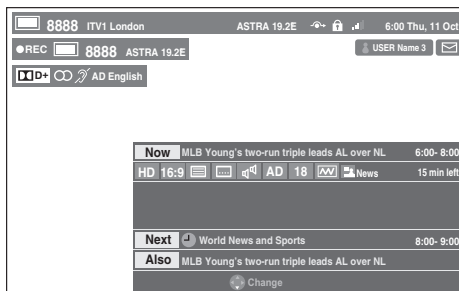 8888 ITV1 London ASTRA 19.2E 6:00 Thu, 11 Oct
REC 8888 ASTRA 19.2E USER Name 3
D+ AD English
Now MLB Young's two-run triple leads AL over NL 6:00- 8:00
HD 16:9 AD 18 News 15 min left
Next World News and Sports 8:00- 9:00
Also MLB Young's two-run triple leads AL over NL
Change